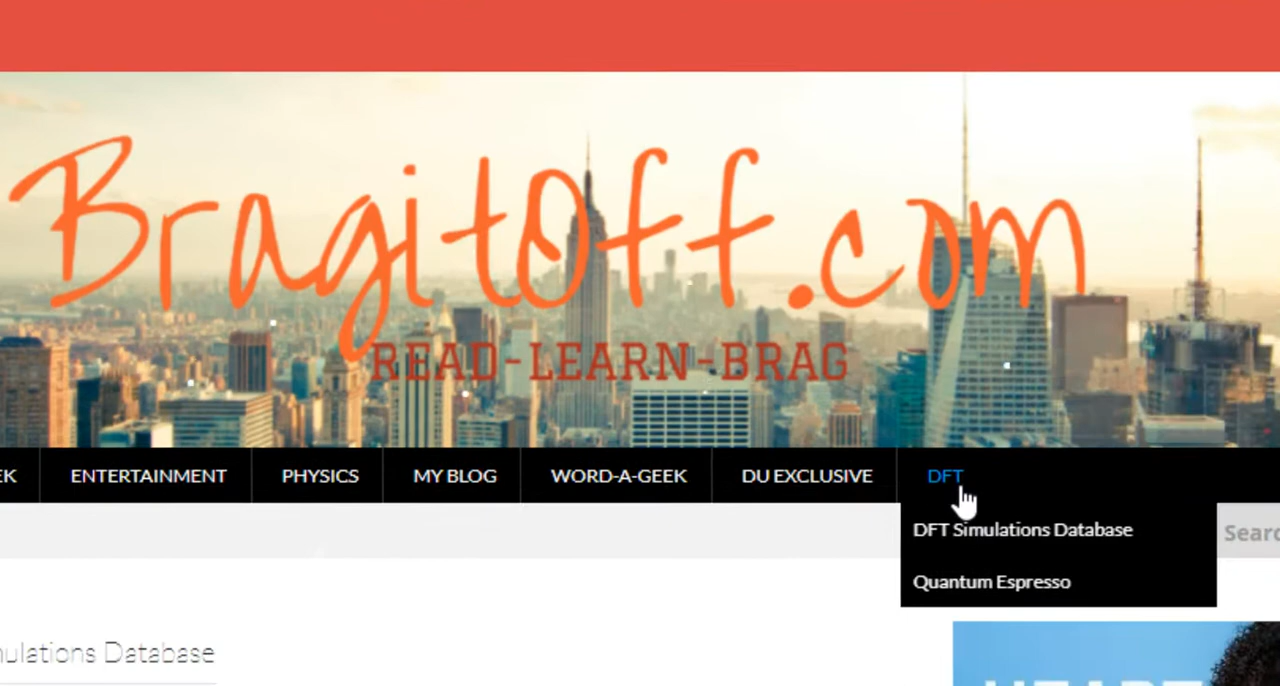 BragitOff.com
READ-LEARN-BRAG
EK ENTERTAINMENT PHYSICS MY BLOG WORD-A-GEEK DU EXCLUSIVE DFT
DFT Simulations Database
Searc
Quantum Espresso
mulations Database